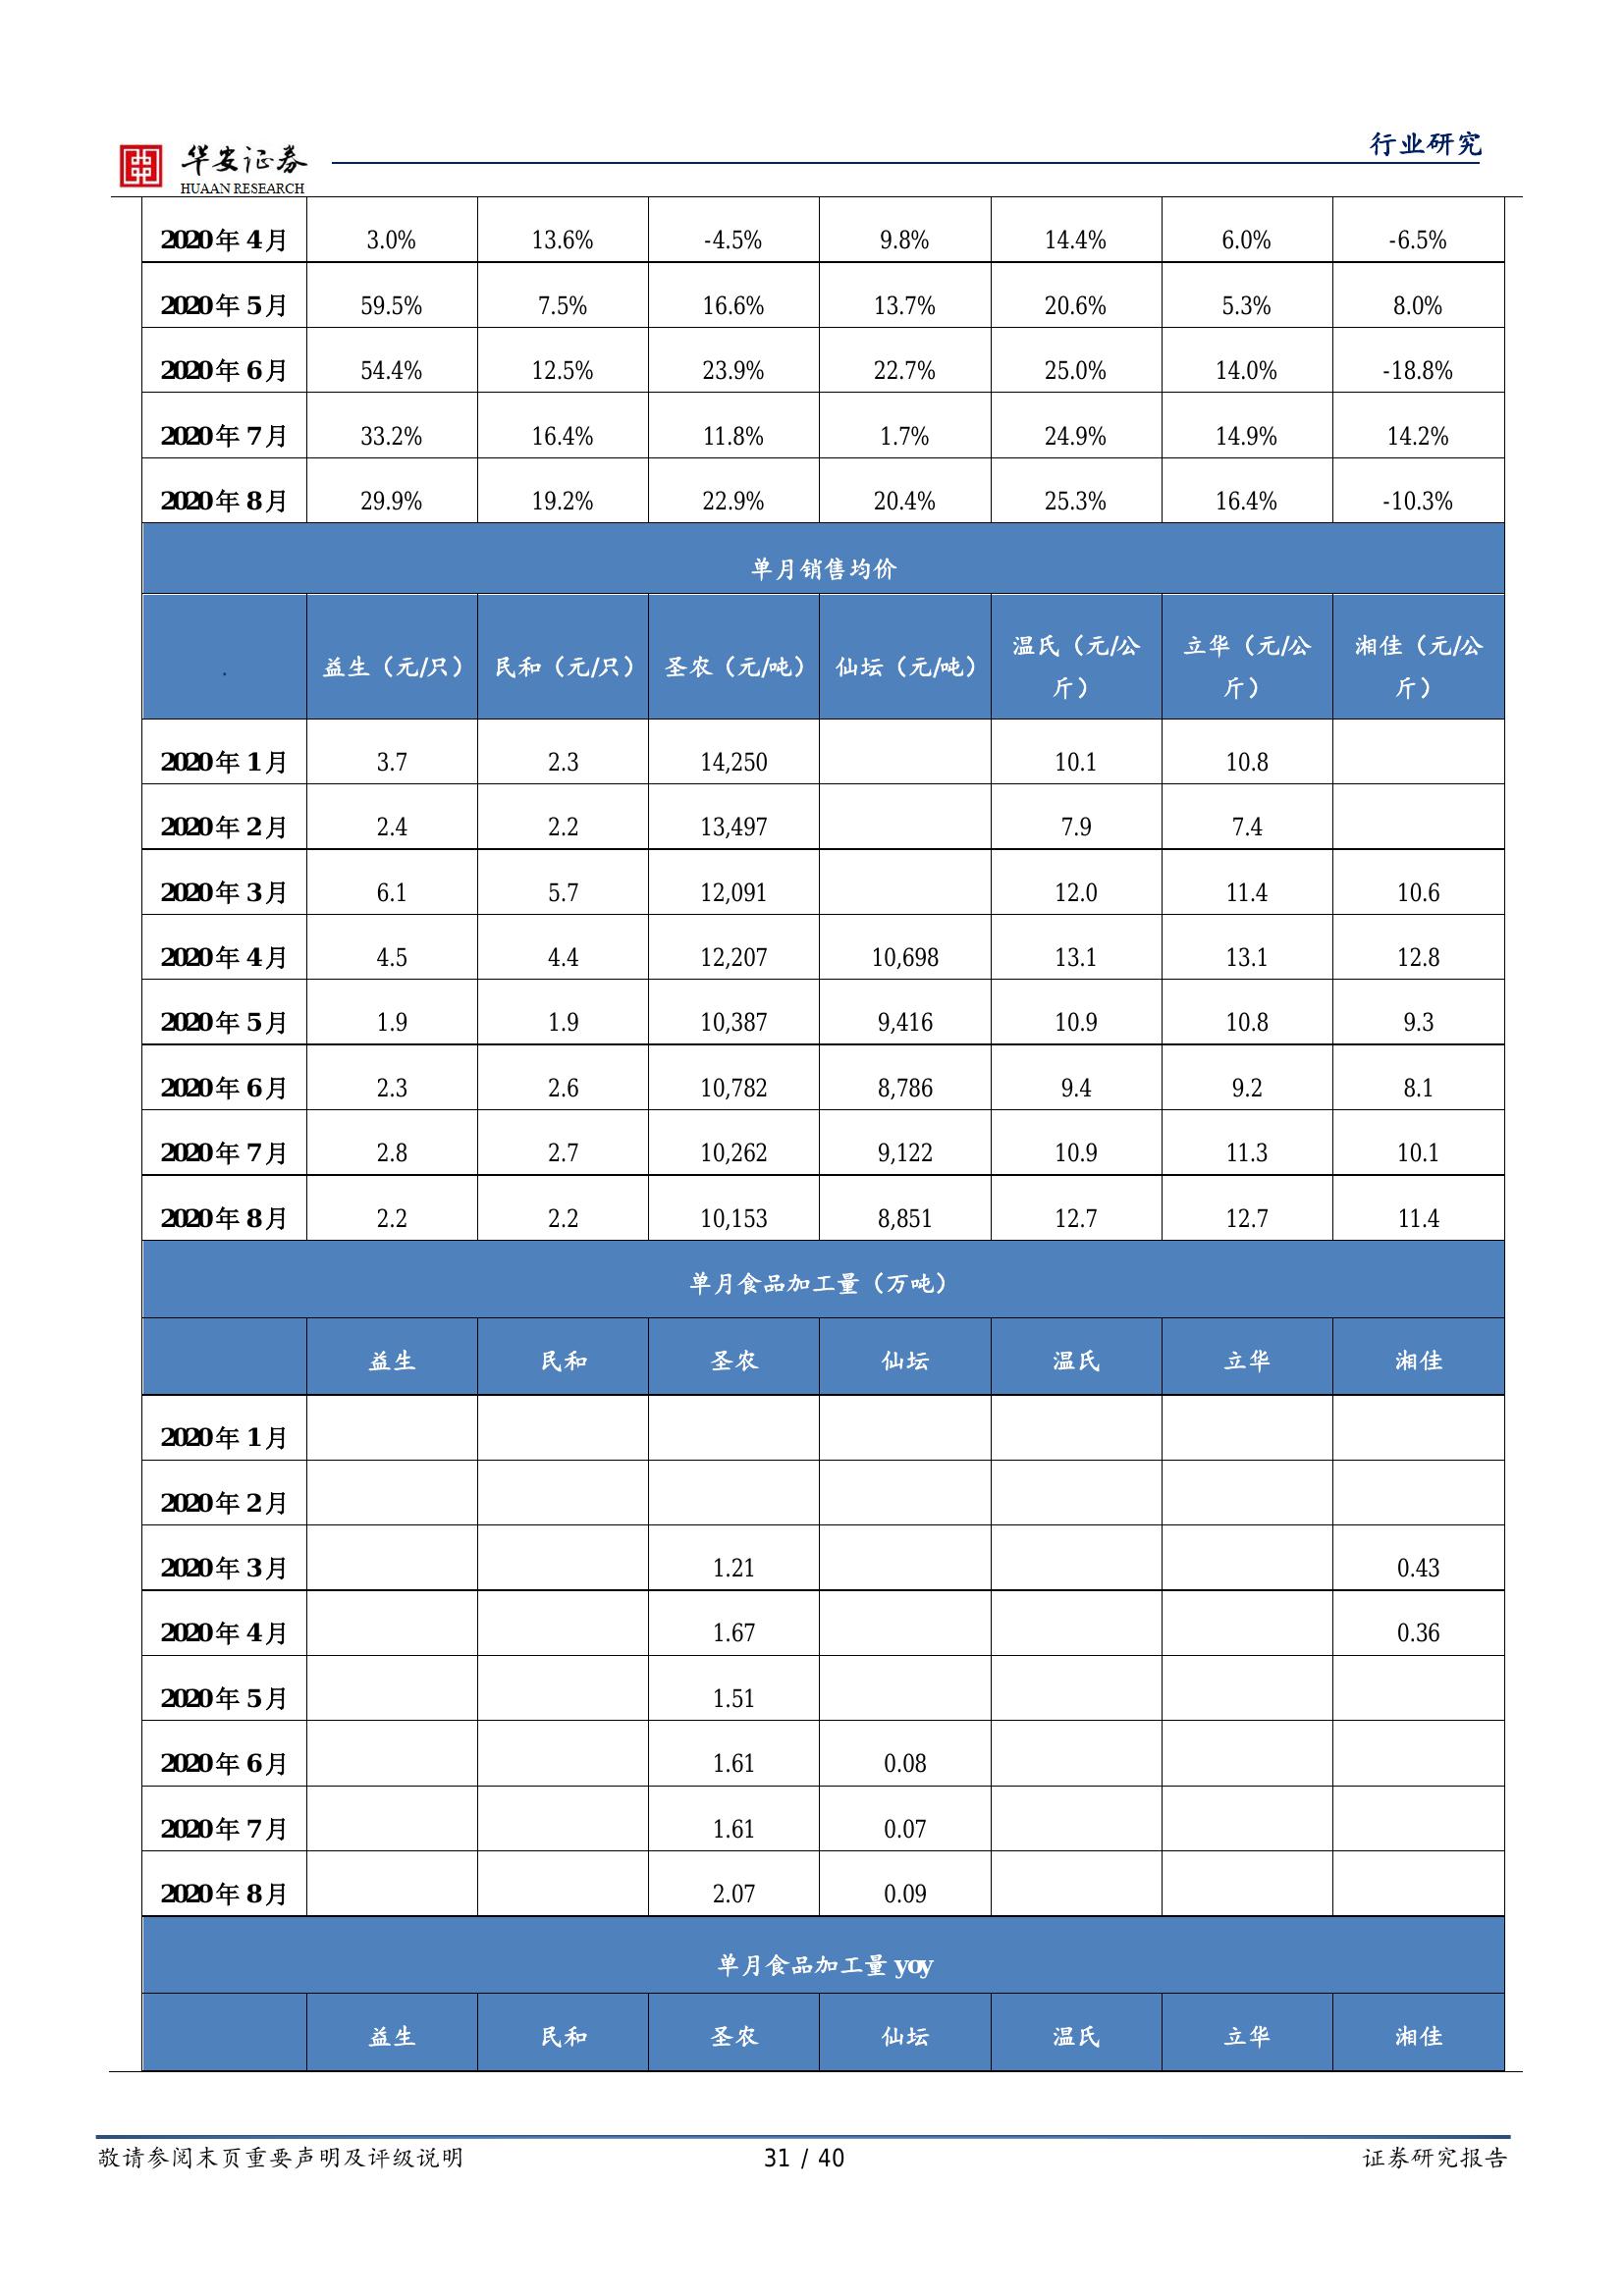 行业研究
华安证券
HUAAN RESEARCH
2020年4月 3.0% 13.6% -4.5% 9.8% 14.4% 6.0% -6.5%
2020年5月 59.5% 7.5% 16.6% 13.7% 20.6% 5.3% 8.0%
2020年6月 54.4% 12.5% 23.9% 22.7% 25.0% 14.0% -18.8%
2020年7月 33.2% 16.4% 11.8% 1.7% 24.9% 14.9% 14.2%
2020年8月 29.9% 19.2% 22.9% 20.4% 25.3% 16.4% -10.3%
单月销售均价
. 益生（元/只） 民和（元/只） 圣农（元/吨） 仙坛（元/吨） 温氏（元/公斤） 立华（元/公斤） 湘佳（元/公斤）
2020年1月 3.7 2.3 14,250 10.1 10.8
2020年2月 2.4 2.2 13,497 7.9 7.4
2020年3月 6.1 5.7 12,091 12.0 11.4 10.6
2020年4月 4.5 4.4 12,207 10,698 13.1 13.1 12.8
2020年5月 1.9 1.9 10,387 9,416 10.9 10.8 9.3
2020年6月 2.3 2.6 10,782 8,786 9.4 9.2 8.1
2020年7月 2.8 2.7 10,262 9,122 10.9 11.3 10.1
2020年8月 2.2 2.2 10,153 8,851 12.7 12.7 11.4
单月食品加工量（万吨）
益生 民和 圣农 仙坛 温氏 立华 湘佳
2020年1月
2020年2月
2020年3月 1.21 0.43
2020年4月 1.67 0.36
2020年5月 1.51
2020年6月 1.61 0.08
2020年7月 1.61 0.07
2020年8月 2.07 0.09
单月食品加工量yoy
益生 民和 圣农 仙坛 温氏 立华 湘佳
敬请参阅末页重要声明及评级说明 31 / 40 证券研究报告